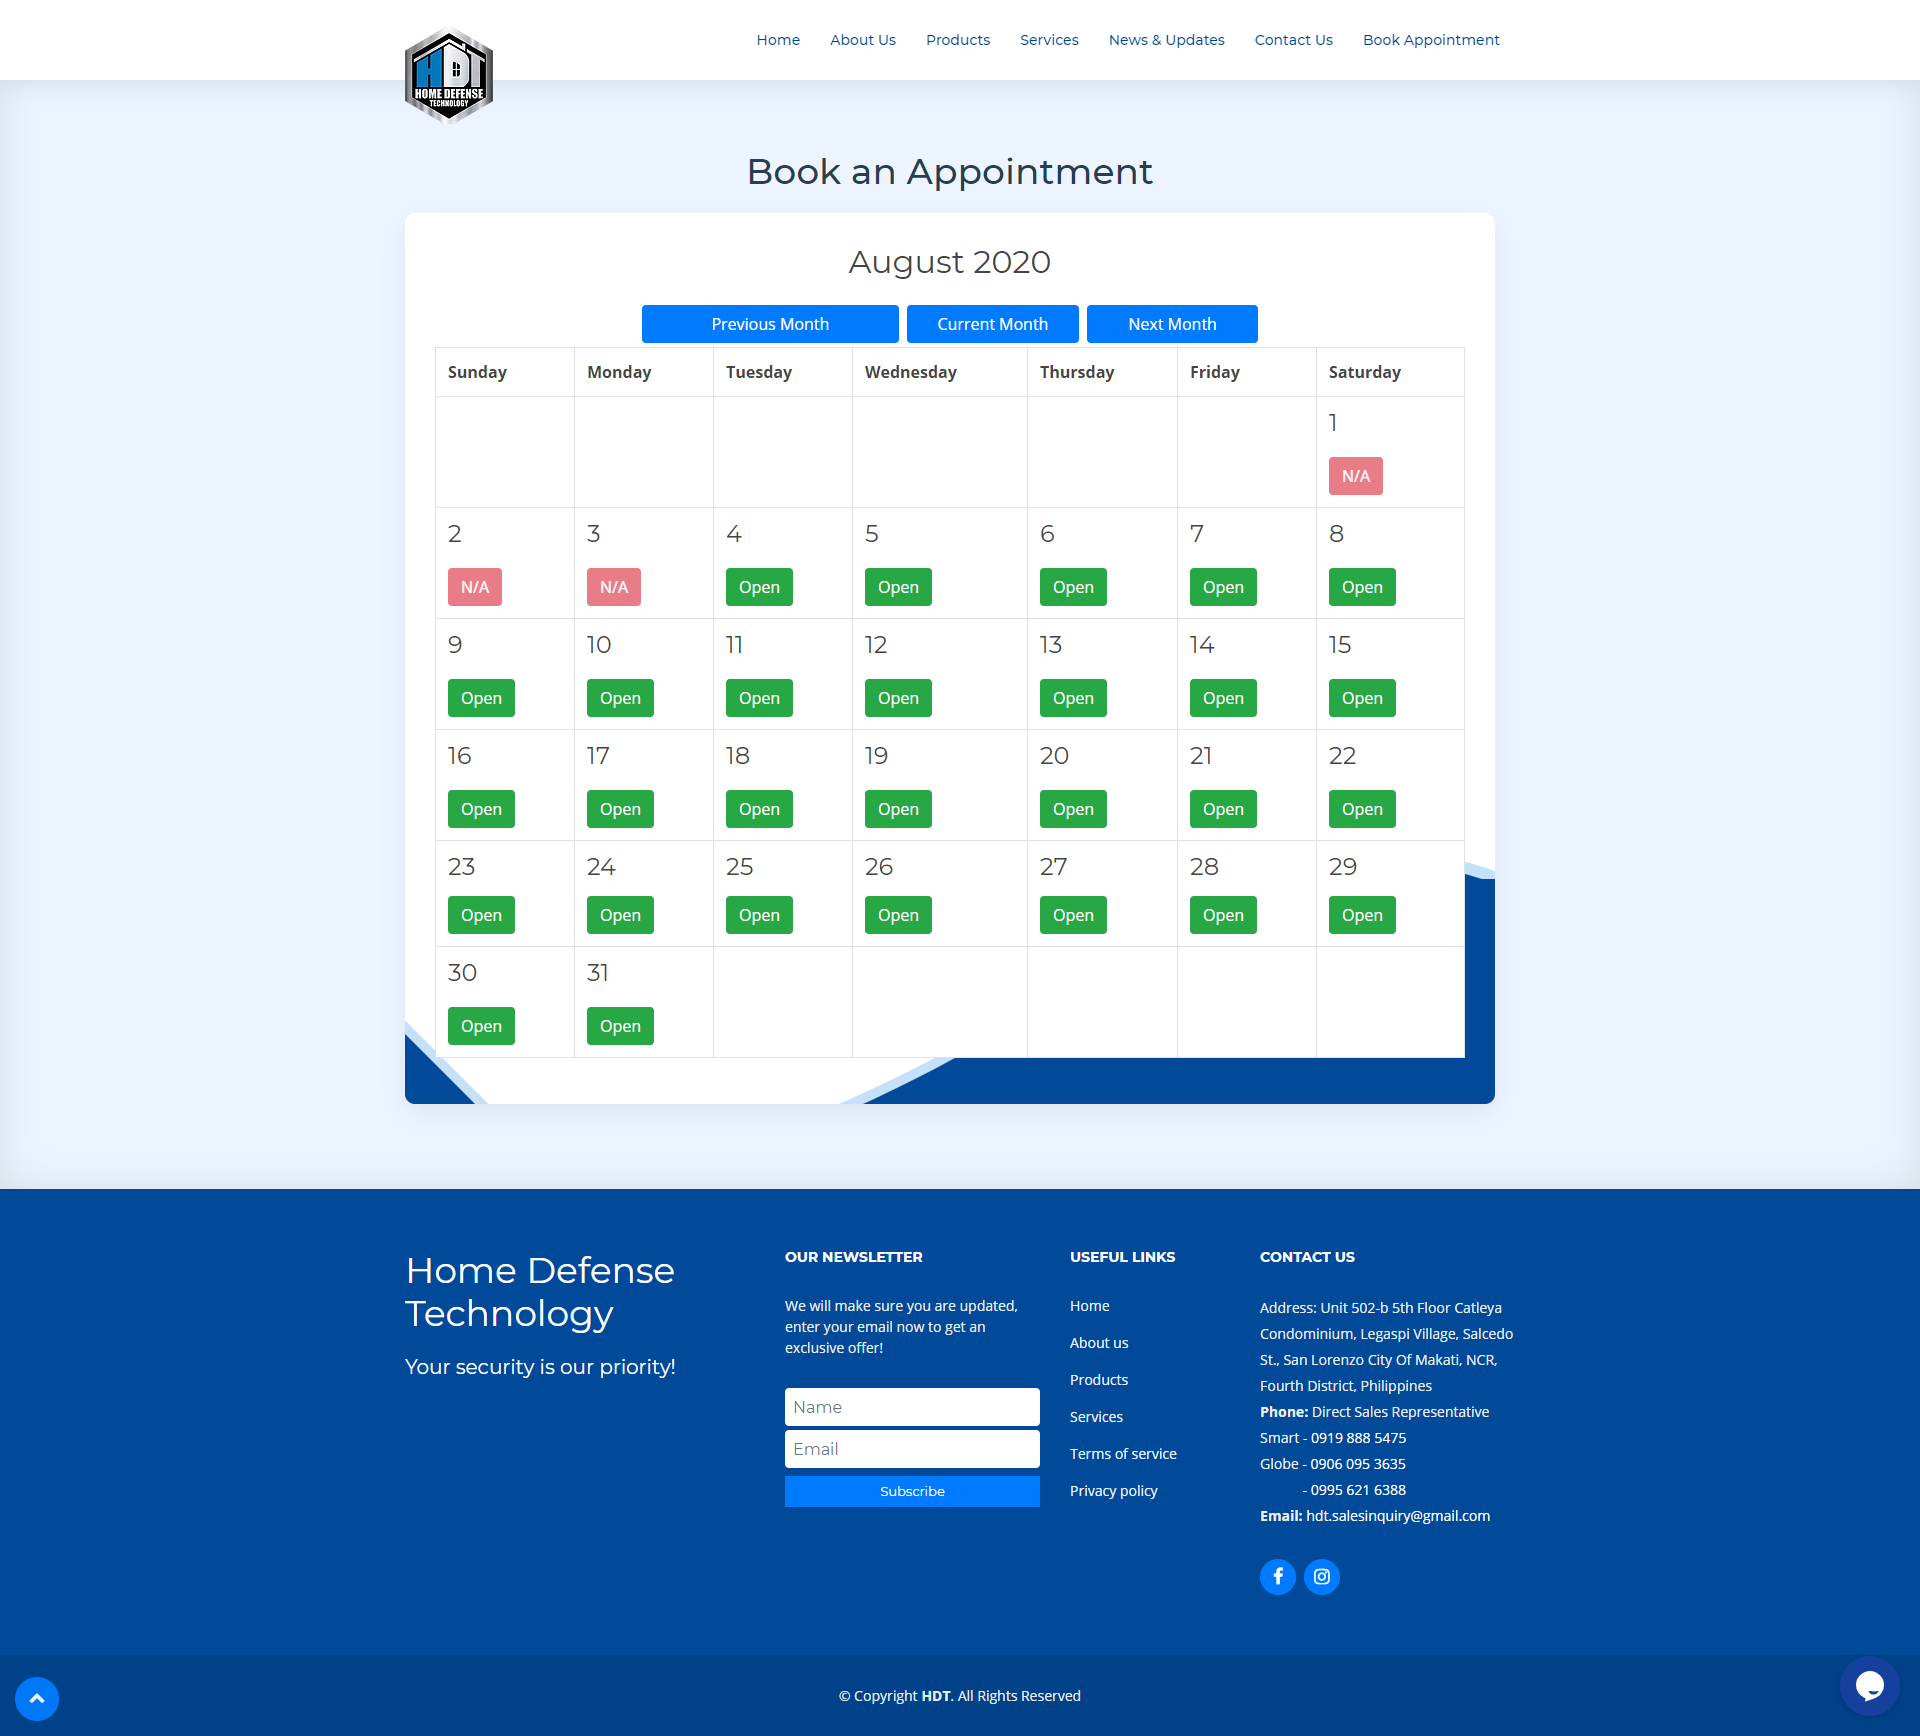 HDT
HOME DEFENSE
TECHNOLOGY
Home About Us Products Services News & Updates Contact Us Book Appointment
Book an Appointment
August 2020
Previous Month Current Month Next Month
Sunday Monday Tuesday Wednesday Thursday Friday Saturday
1
N/A
2 3 4 5 6 7 8
N/A N/A Open Open Open Open Open
9 10 11 12 13 14 15
Open Open Open Open Open Open Open
16 17 18 19 20 21 22
Open Open Open Open Open Open Open
23 24 25 26 27 28 29
Open Open Open Open Open Open Open
30 31
Open Open
Home Defense
Technology
Your security is our priority!
OUR NEWSLETTER
We will make sure you are updated,
enter your email now to get an
exclusive offer!
Name
Email
Subscribe
USEFUL LINKS
Home
About us
Products
Services
Terms of service
Privacy policy
CONTACT US
Address: Unit 502-b 5th Floor Catleya
Condominium, Legaspi Village, Salcedo
St., San Lorenzo City Of Makati, NCR,
Fourth District, Philippines
Phone: Direct Sales Representative
Smart - 0919 888 5475
Globe - 0906 095 3635
- 0995 621 6388
Email: hdt.salesinquiry@gmail.com
© Copyright HDT. All Rights Reserved